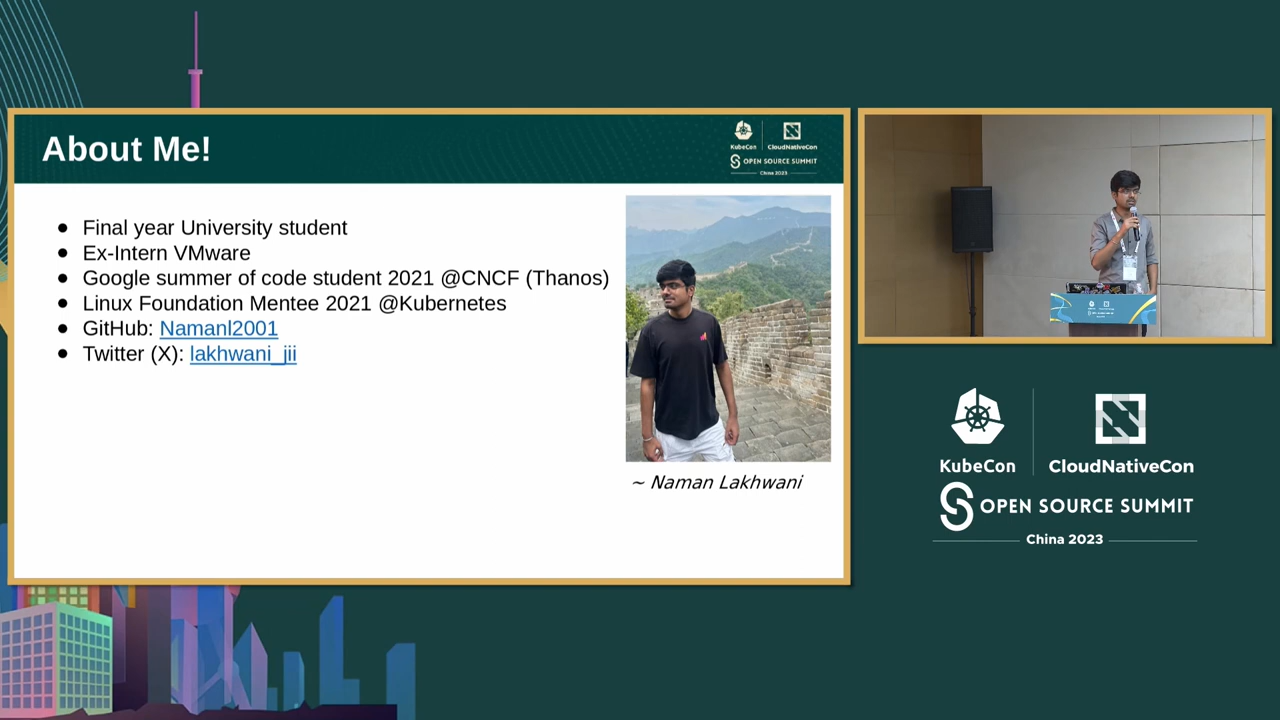 About Me!
KubeCon
CloudNativeCon
OPEN SOURCE SUMMIT
China 2023
Final year University student
Ex-Intern VMware
Google summer of code student 2021 @CNCF (Thanos)
Linux Foundation Mentee 2021 @Kubernetes
GitHub: Namanl2001
Twitter (X): lakhwani_jii
~ Naman Lakhwani
KubeCon
CloudNativeCon
OPEN SOURCE SUMMIT
China 2023